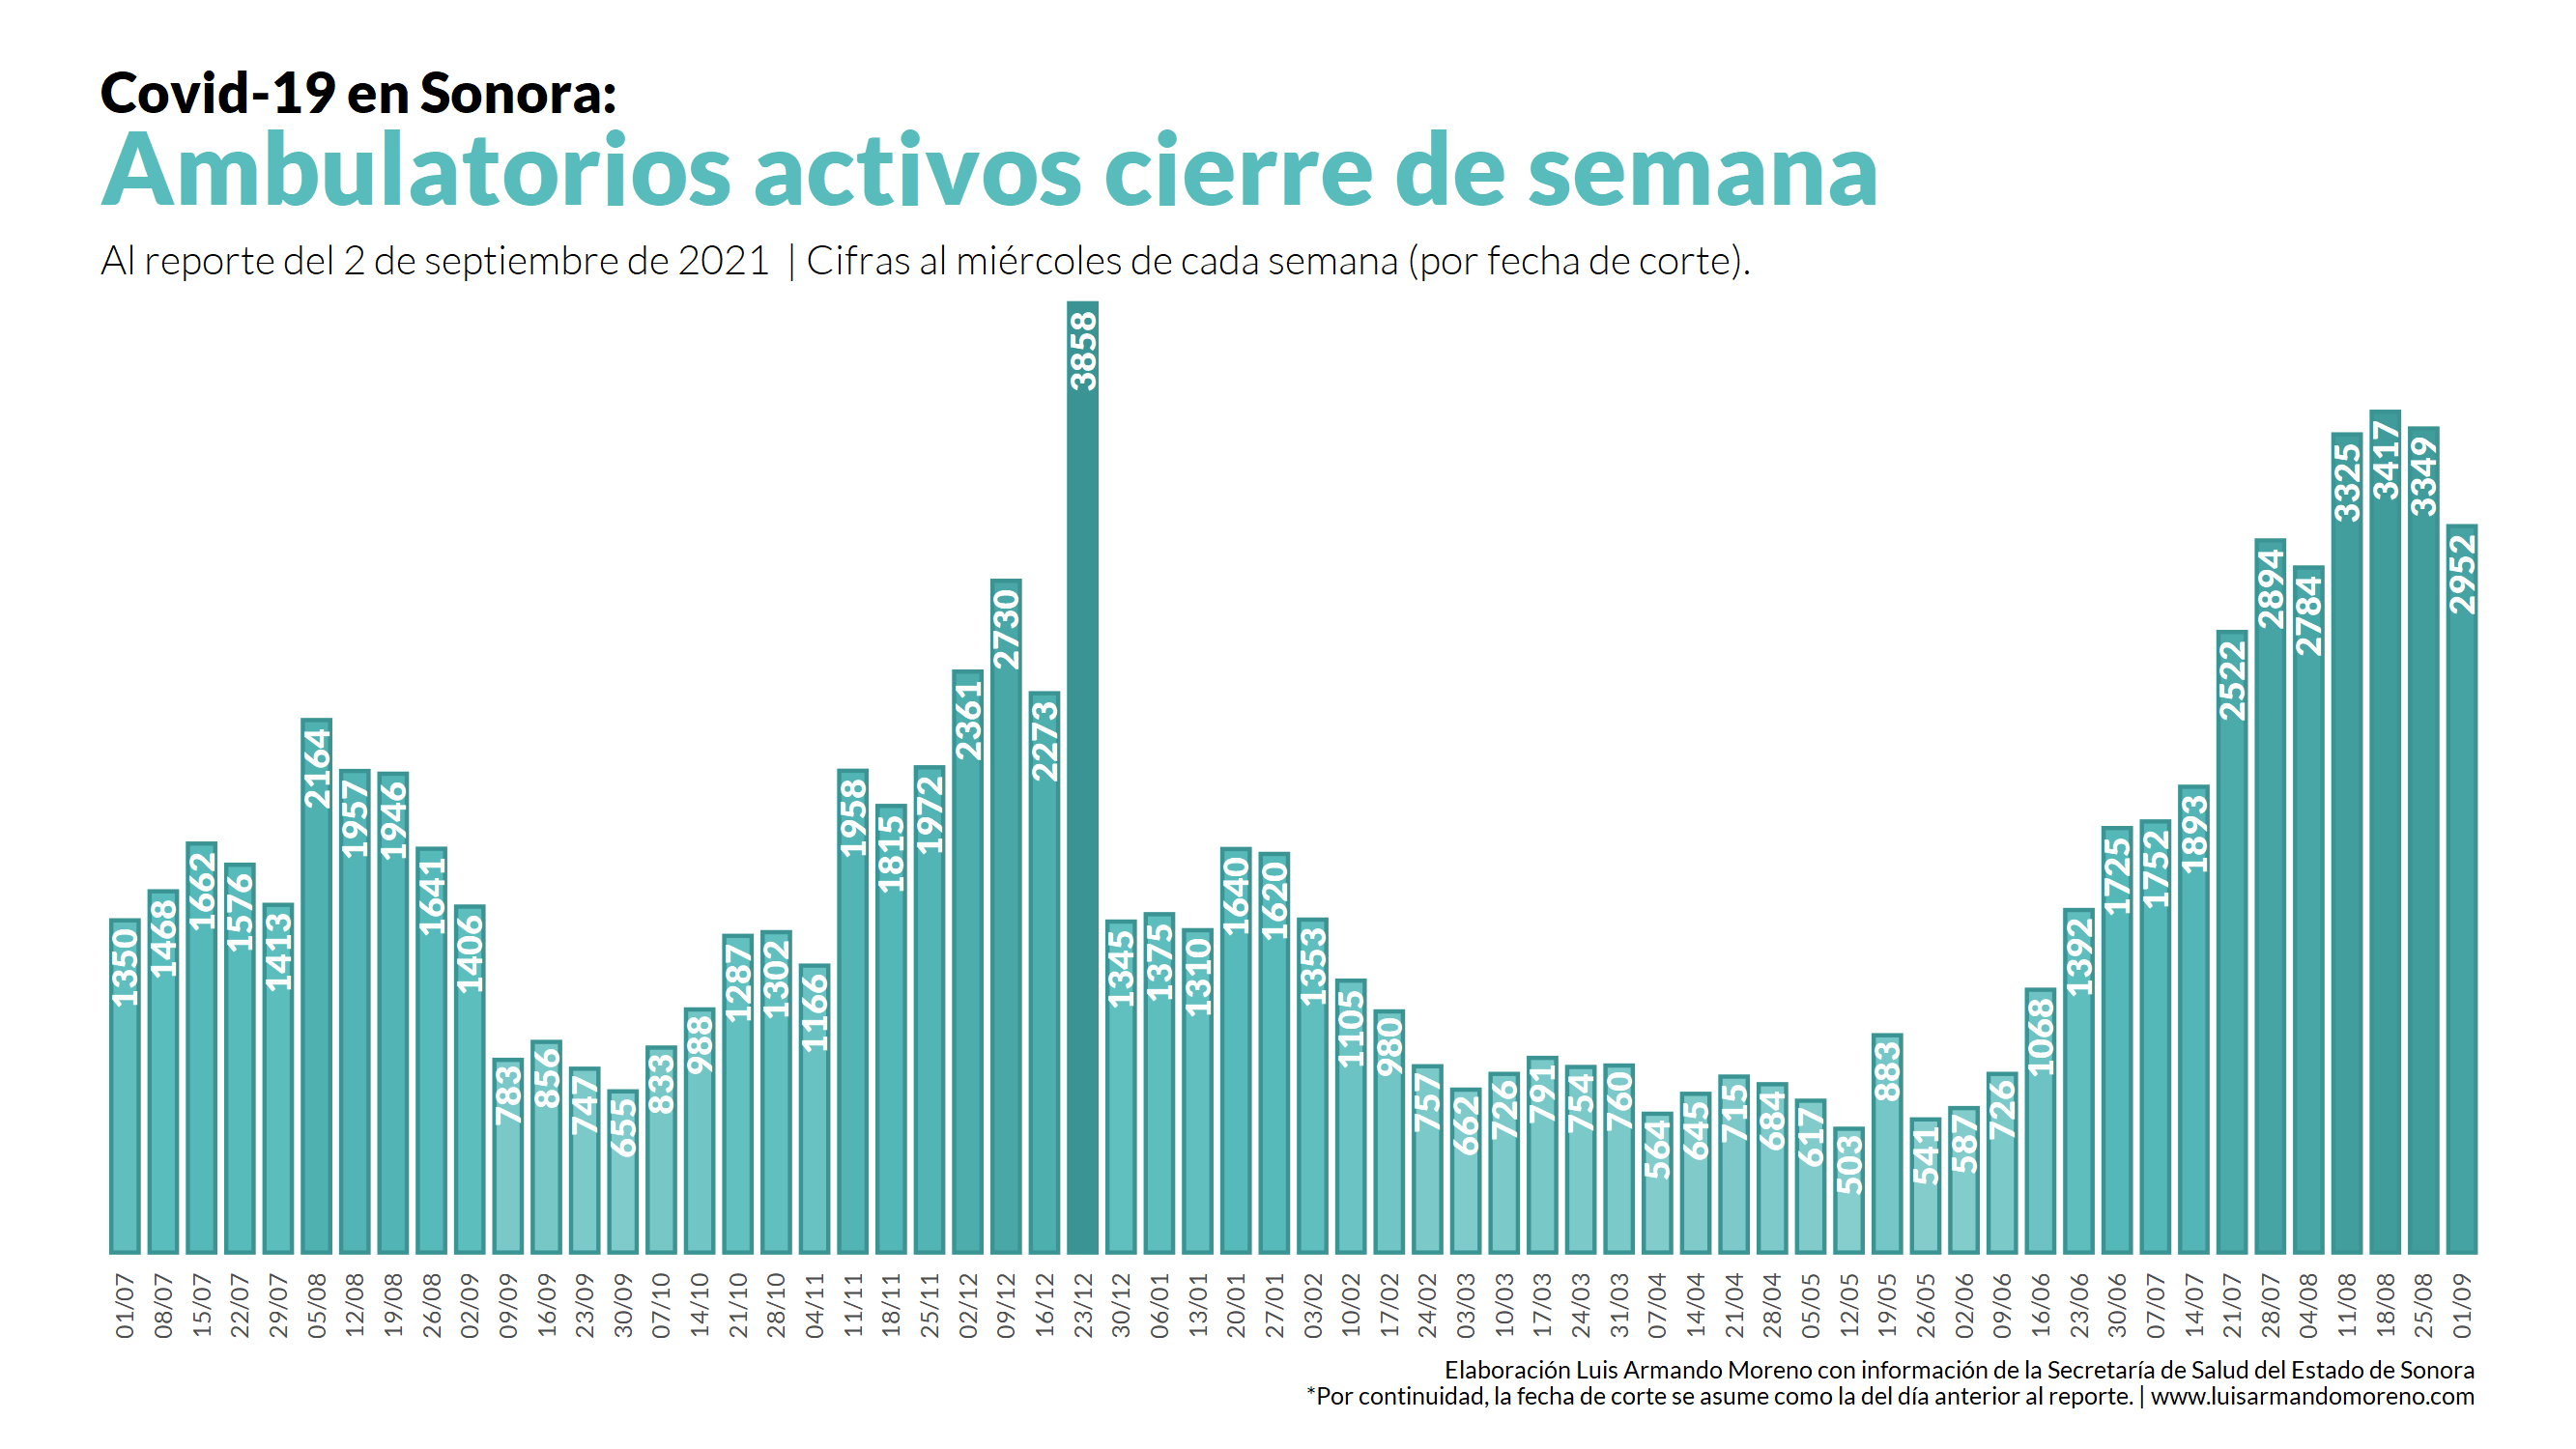 Covid-19 en Sonora:
Ambulatorios activos cierre de semana
Al reporte del 2 de septiembre de 2021 | Cifras al miércoles de cada semana (por fecha de corte).
1350 1468 1662 1576 1413 2164 1957 1946 1641 1406 783 856 747 655 833 988 1287 1302 1166 1958 1815 1972 2361 2730 2273 3858 1345 1375 1310 1640 1620 1353 1105 980 757 662 726 791 754 760 564 645 715 684 617 503 883 541 587 726 1068 1392 1725 1752 1893 2522 2894 2784 3325 3417 3349 2952
01/07 08/07 15/07 22/07 29/07 05/08 12/08 19/08 26/08 02/09 09/09 16/09 23/09 30/09 07/10 14/10 21/10 28/10 04/11 11/11 18/11 25/11 02/12 09/12 16/12 23/12 30/12 06/01 13/01 20/01 27/01 03/02 10/02 17/02 24/02 03/03 10/03 17/03 24/03 31/03 07/04 14/04 21/04 28/04 05/05 12/05 19/05 26/05 02/06 09/06 16/06 23/06 30/06 07/07 14/07 21/07 28/07 04/08 11/08 18/08 25/08 01/09
Elaboración Luis Armando Moreno con información de la Secretaría de Salud del Estado de Sonora
*Por continuidad, la fecha de corte se asume como la del día anterior al reporte. | www.luisarmandomoreno.com